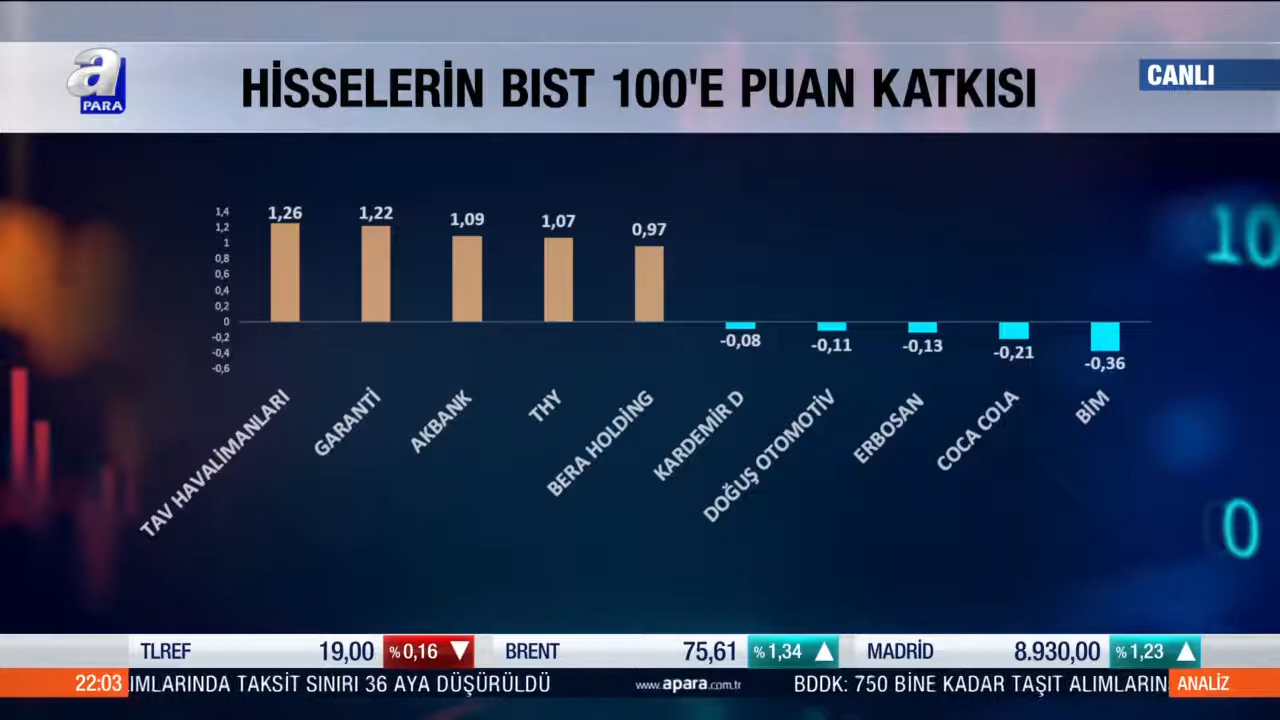 a
PARA
HİSSELERİN BIST 100'E PUAN KATKISI
CANLI
1,4
1,2
1
0,8
0,6
0,4
0,2
0
-0,2
-0,4
-0,6
1,26
1,22
1,09
1,07
0,97
-0,08
-0,11
-0,13
-0,21
-0,36
TAV HAVALİMANLARI
GARANTİ
AKBANK
THY
BERA HOLDİNG
KARDEMİR D
DOĞUŞ OTOMOTİV
ERBOSAN
COCA COLA
BİM
10
0
TLREF 19,00 %0,16 BRENT 75,61 %1,34 MADRİD 8.930,00 %1,23
22:03 IMLARINDA TAKSİT SINIRI 36 AYA DÜŞÜRÜLDÜ www.apara.com.tr BDDK: 750 BİNE KADAR TAŞIT ALIMLARIN ANALİZ